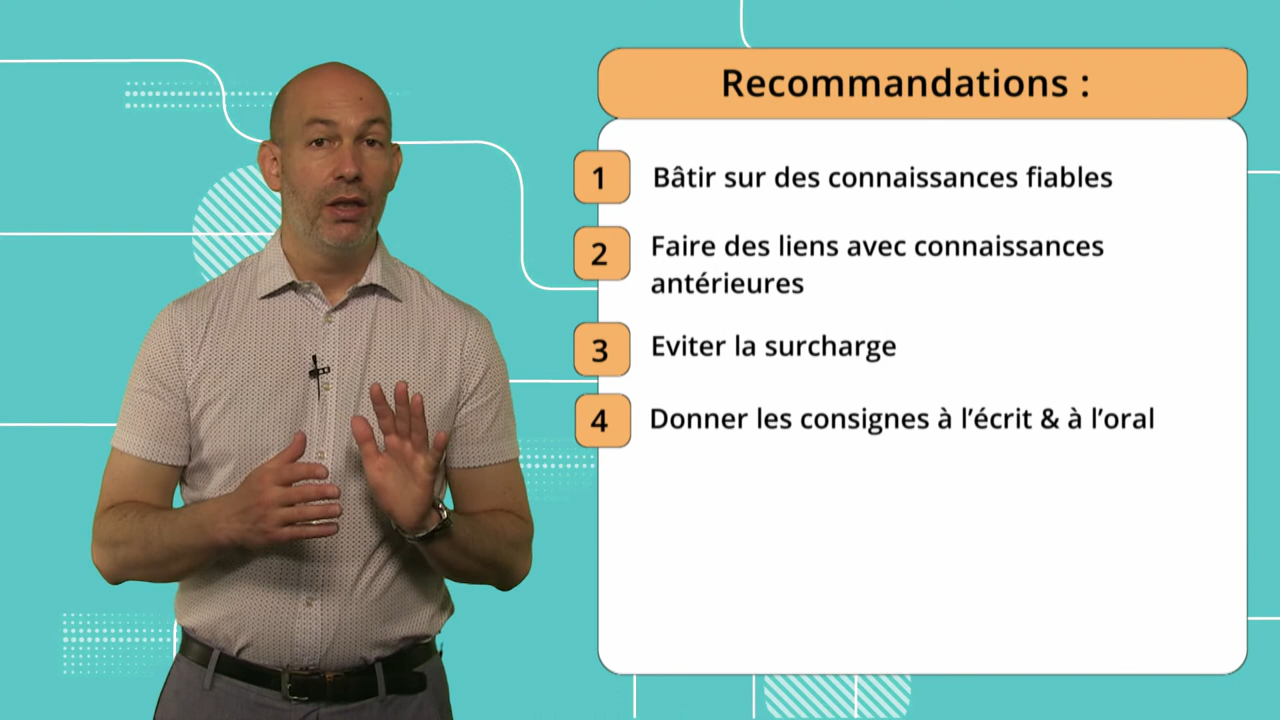 Recommandations :
1 Bâtir sur des connaissances fiables
2 Faire des liens avec connaissances
antérieures
3 Eviter la surcharge
4 Donner les consignes à l’écrit & à l’oral